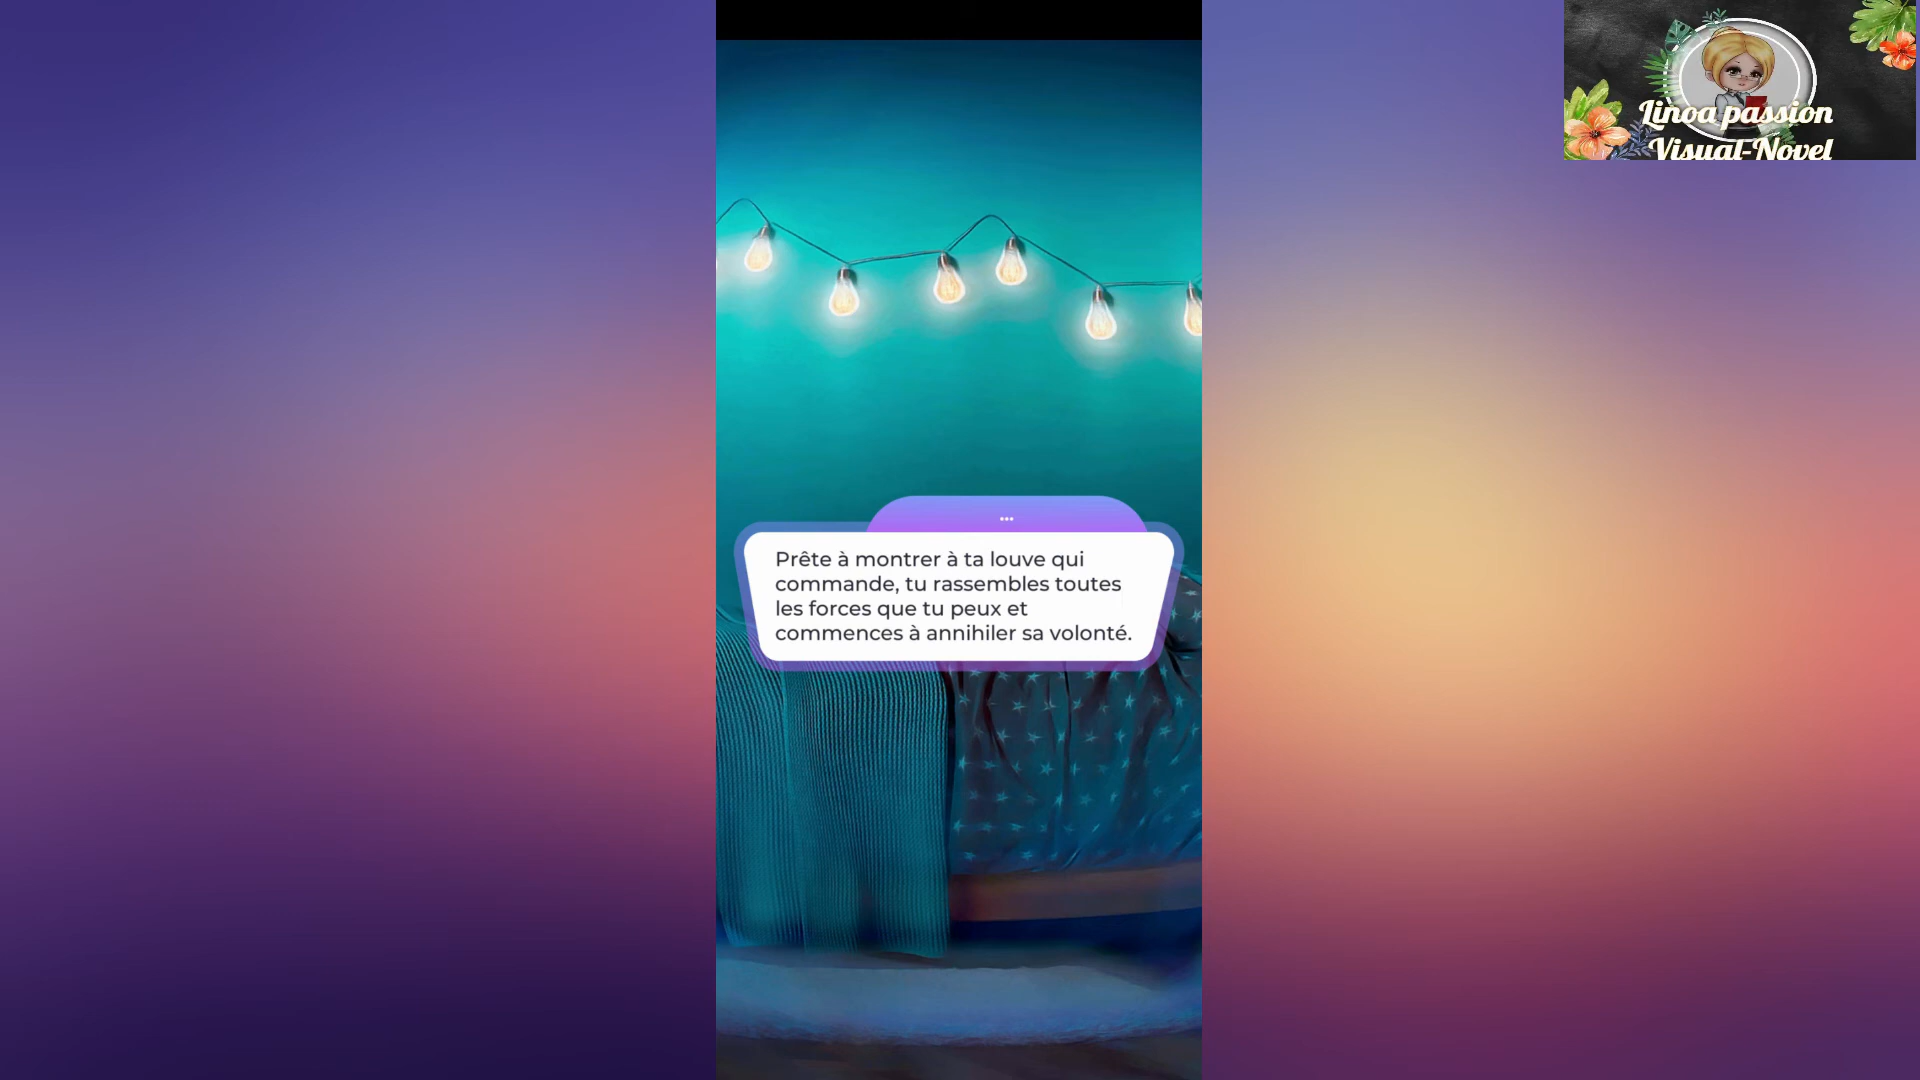 Linoa passion
Visual-Novel
...
Prête à montrer à ta louve qui
commande, tu rassembles toutes
les forces que tu peux et
commences à annihiler sa volonté.